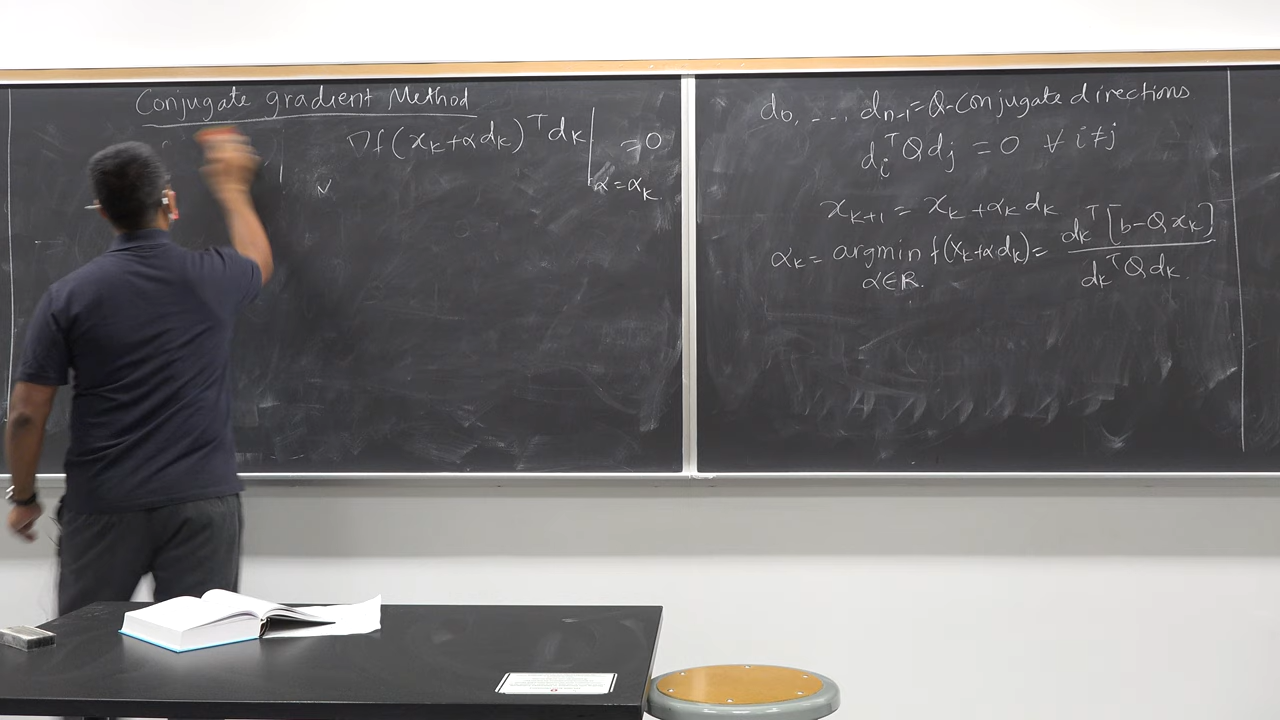 Conjugate gradient Method
∇f(x_k+αd_k)^T d_k | = 0
α=α_k
d_0, ..., d_{n-1} = Q-Conjugate directions
d_i^T Q d_j = 0 ∀ i≠j
x_{k+1} = x_k + α_k d_k
α_k = argmin f(x_k+αd_k) = d_k^T [b-Qx_k] / d_k^T Q d_k.
α∈ℝ.